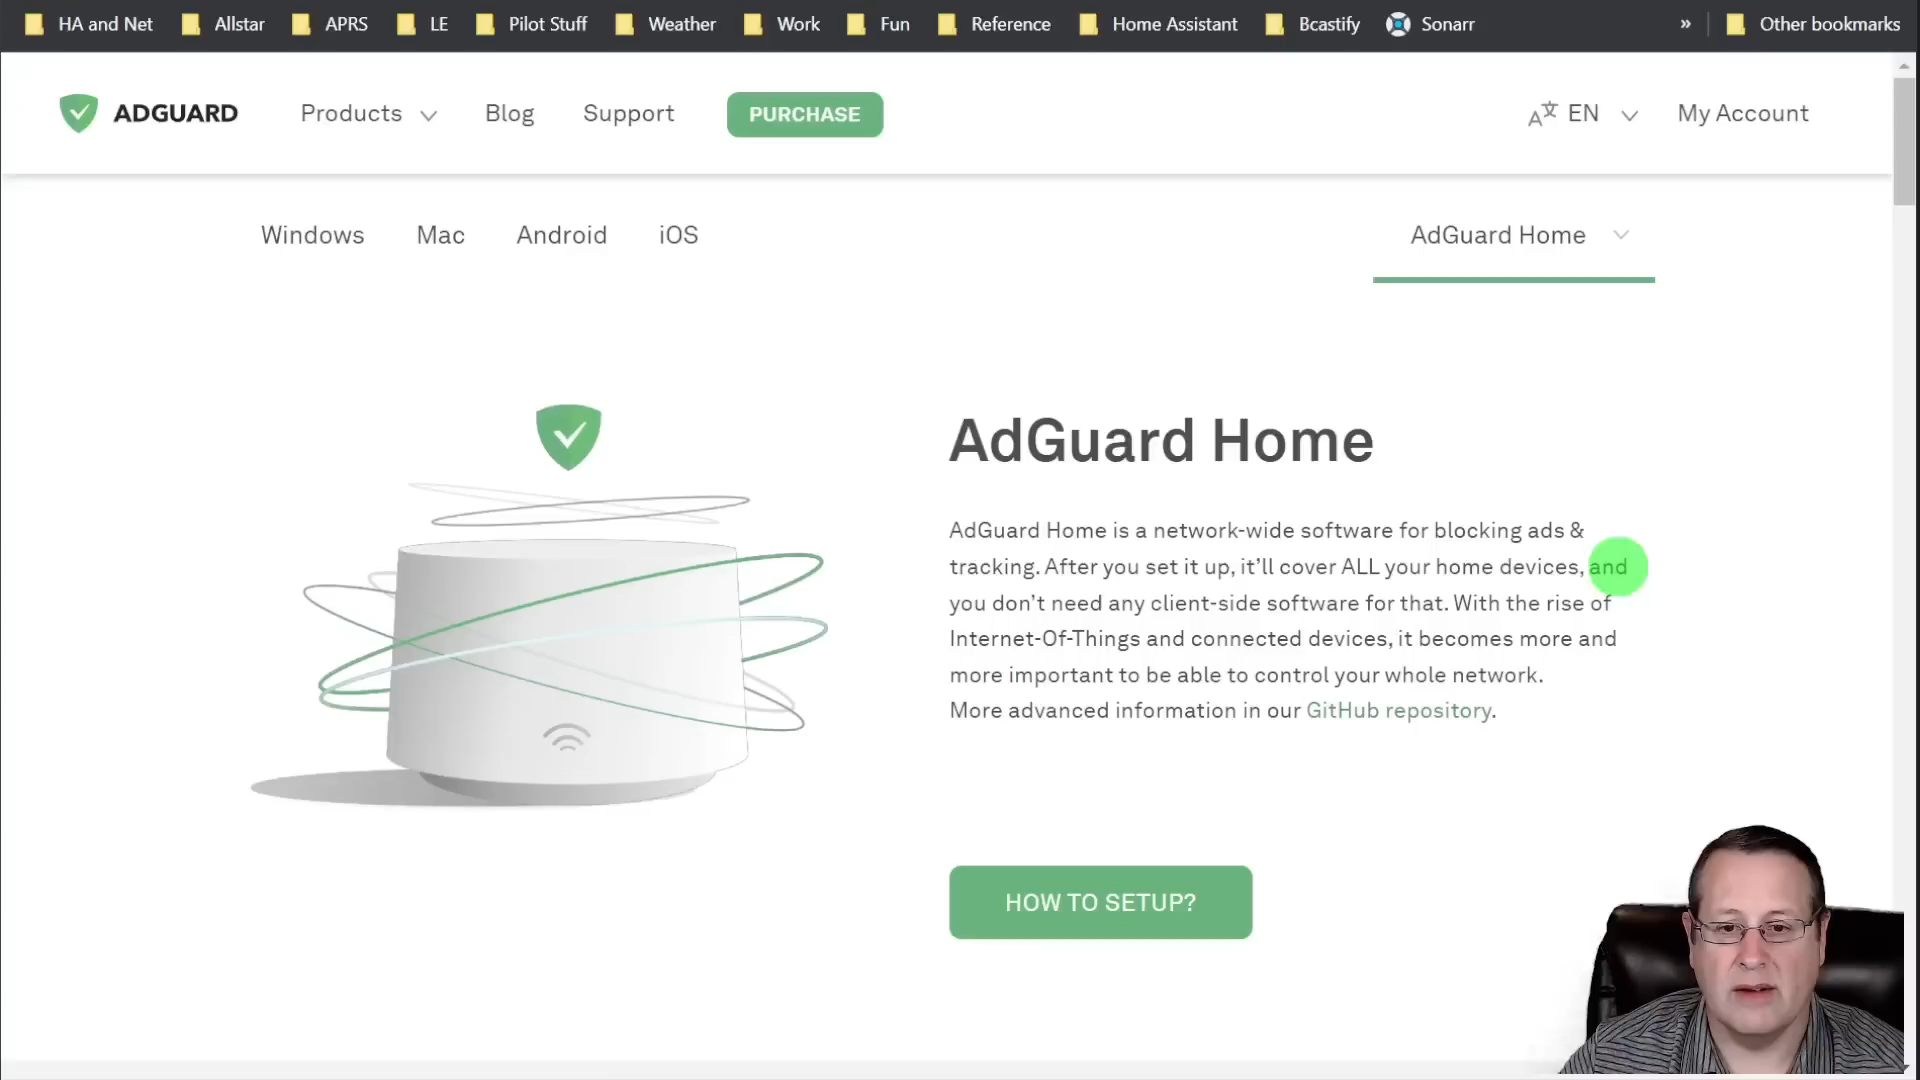 HA and Net Allstar APRS LE Pilot Stuff Weather Work Fun Reference Home Assistant Bcastify Sonarr » Other bookmarks
ADGUARD Products Blog Support PURCHASE EN My Account
Windows Mac Android iOS AdGuard Home
AdGuard Home
AdGuard Home is a network-wide software for blocking ads &
tracking. After you set it up, it’ll cover ALL your home devices, and
you don’t need any client-side software for that. With the rise of
Internet-Of-Things and connected devices, it becomes more and
more important to be able to control your whole network.
More advanced information in our GitHub repository.
HOW TO SETUP?